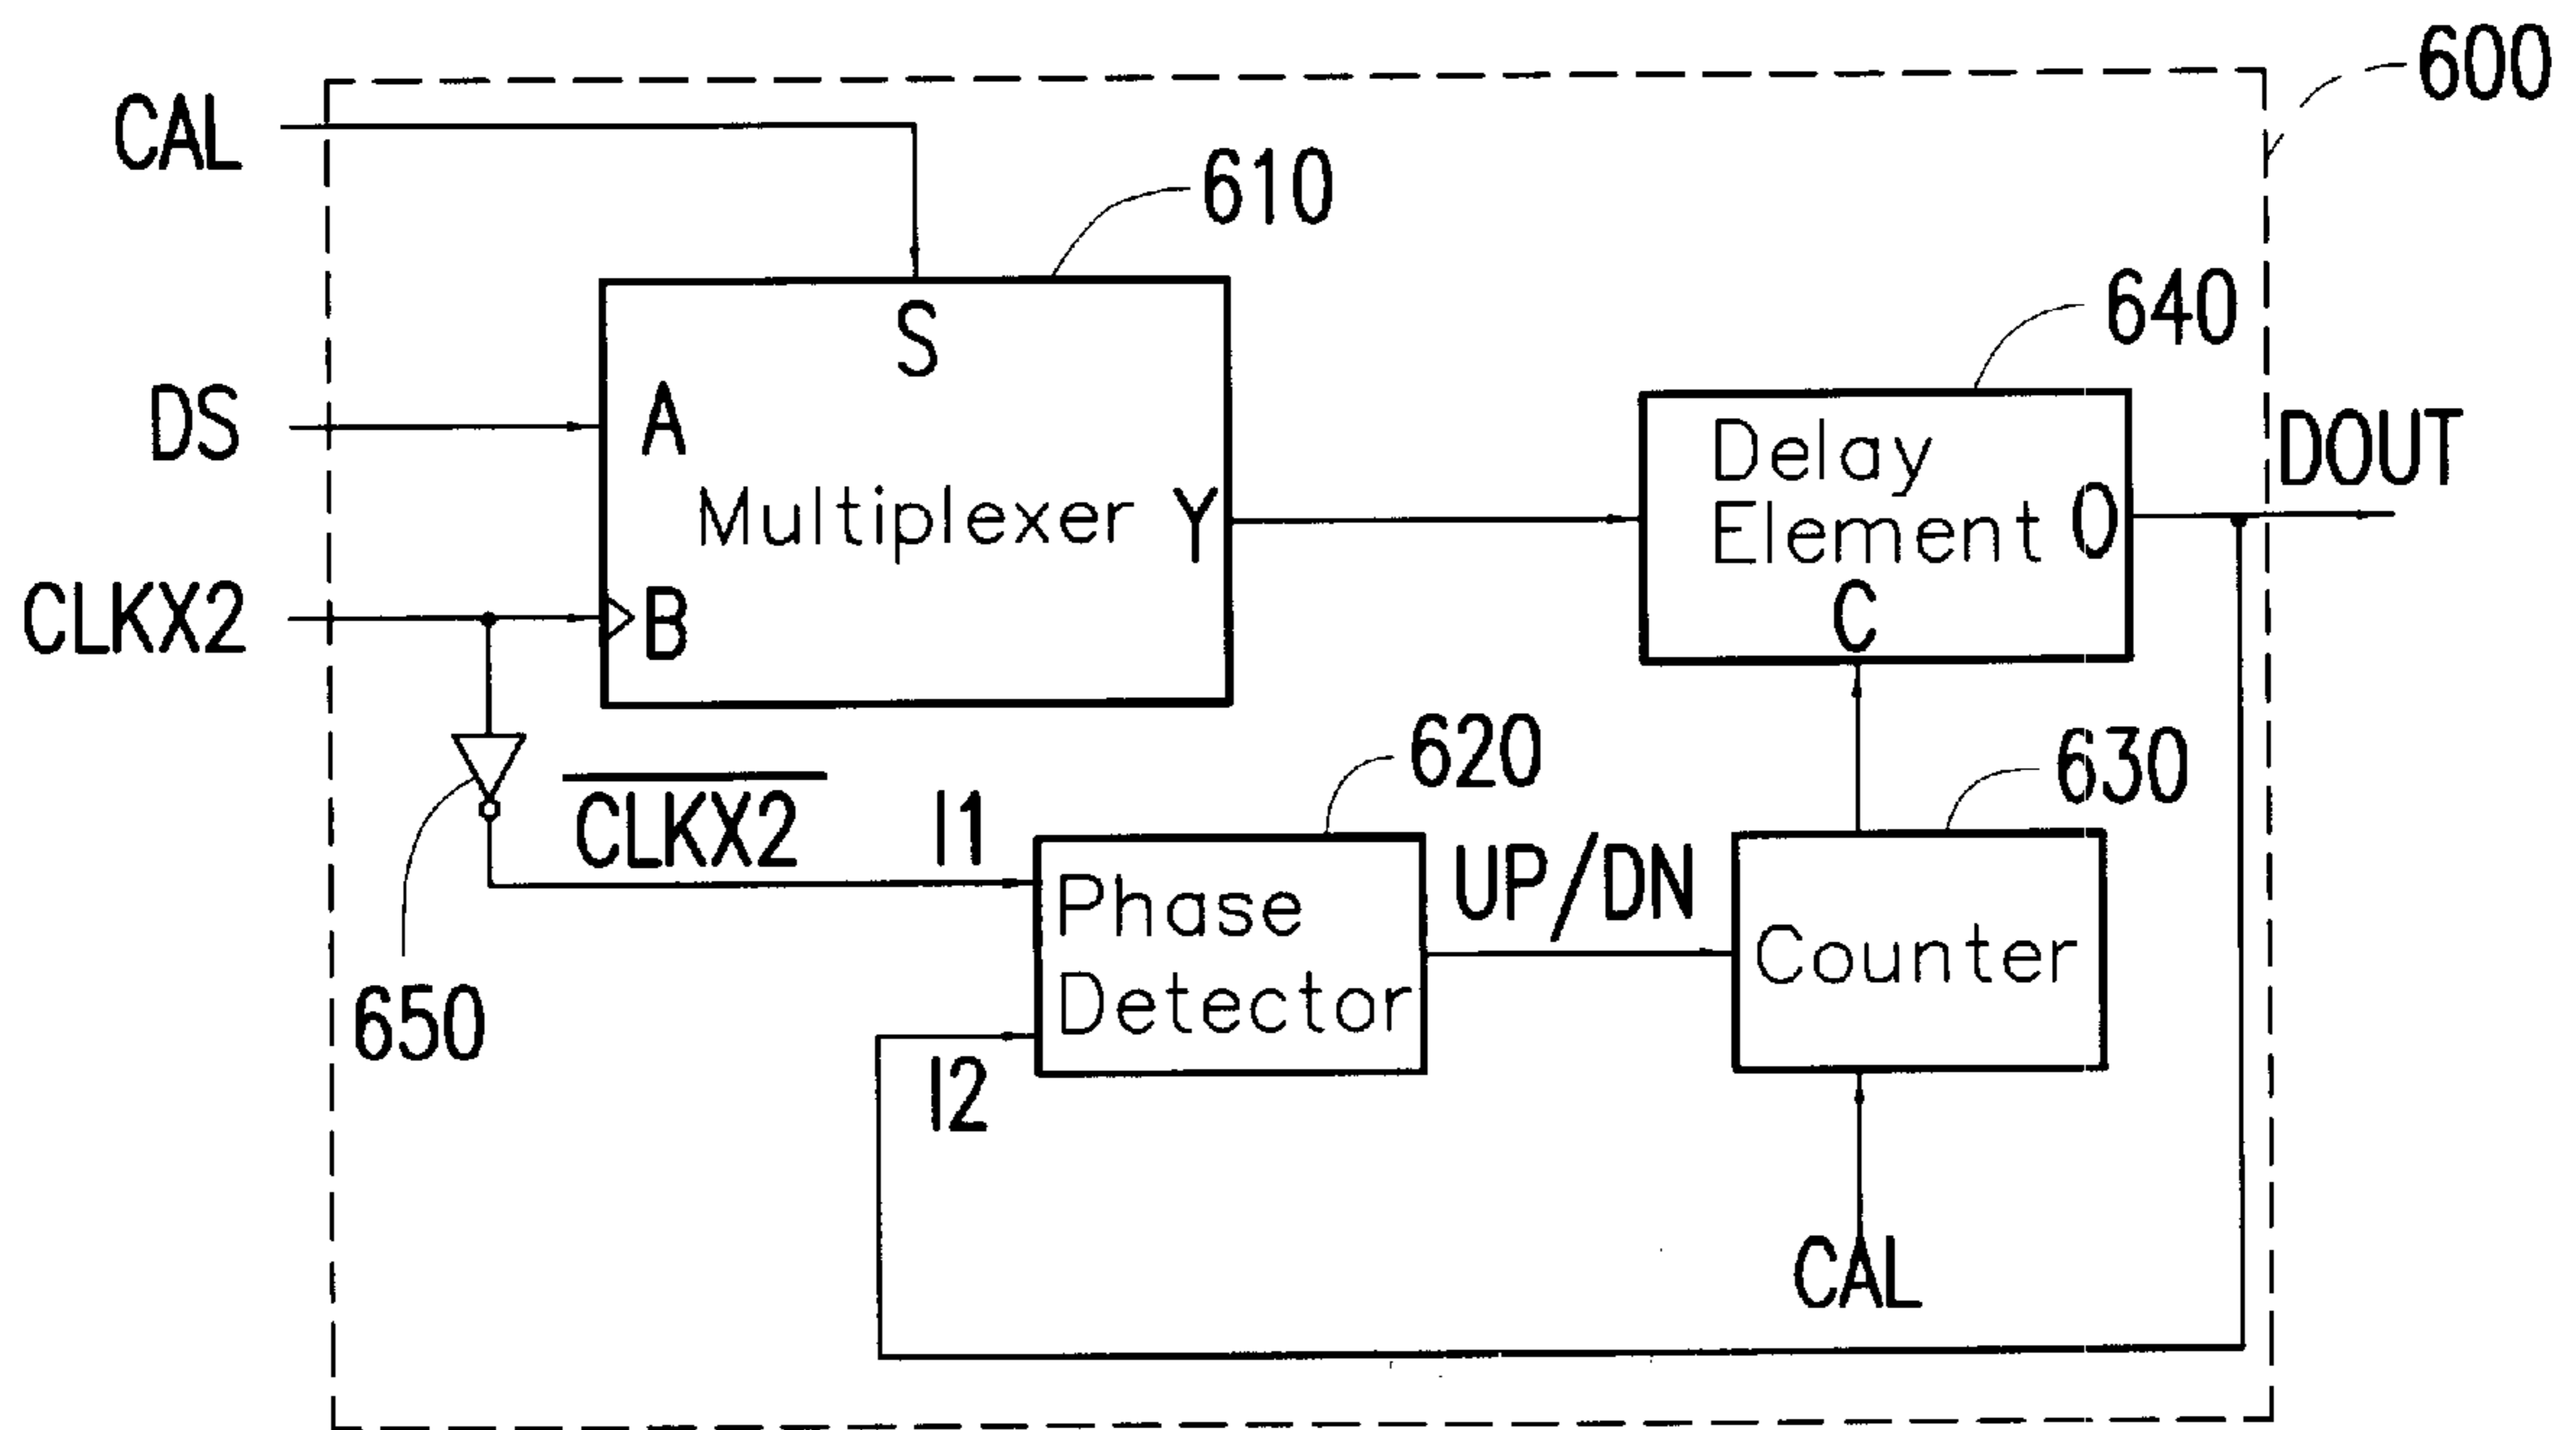 600
CAL
610
S
640
DS
A
Delay
Element
O
DOUT
Multiplexer
Y
C
CLKX2
B
620
630
650
CLKX2
I1
Phase
Detector
UP/DN
Counter
I2
CAL